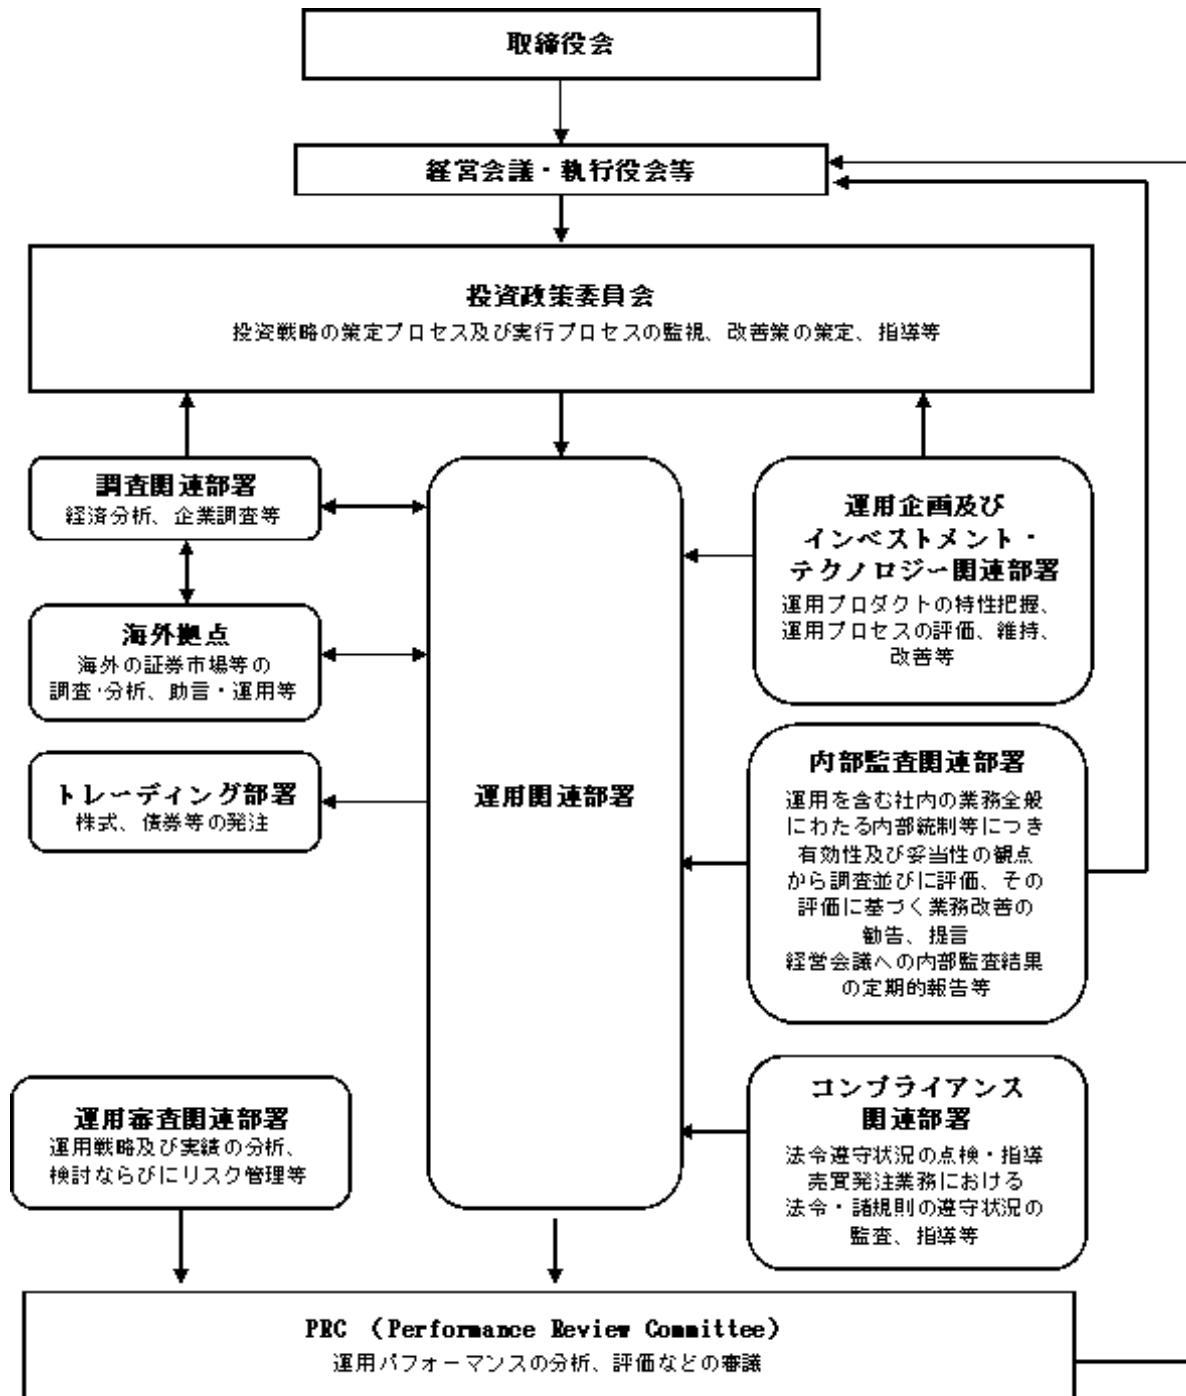 取締役会
経営会議・執行役会等
投資政策委員会
投資戦略の策定プロセス及び実行プロセスの監視、改善策の策定、指導等
調査関連部署
経済分析、企業調査等
海外拠点
海外の証券市場等の
調査・分析、助言・運用等
トレーディング部署
株式、債券等の発注
運用審査関連部署
運用戦略及び実績の分析、
検討ならびにリスク管理等
運用関連部署
運用企画及び
インベストメント・
テクノロジー関連部署
運用プロダクトの特性把握、
運用プロセスの評価、維持、
改善等
内部監査関連部署
運用を含む社内の業務全般
にわたる内部統制等につき
有効性及び妥当性の観点
から調査並びに評価、その
評価に基づく業務改善の
勧告、提言
経営会議への内部監査結果
の定期的報告等
コンプライアンス
関連部署
法令遵守状況の点検・指導
売買発注業務における
法令・諸規則の遵守状況の
監査、指導等
PRC （Performance Review Committee）
運用パフォーマンスの分析、評価などの審議